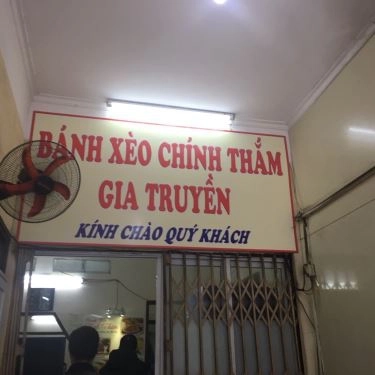 BÁNH XÈO CHÍNH THẮM
GIA TRUYỀN
KÍNH CHÀO QUÝ KHÁCH